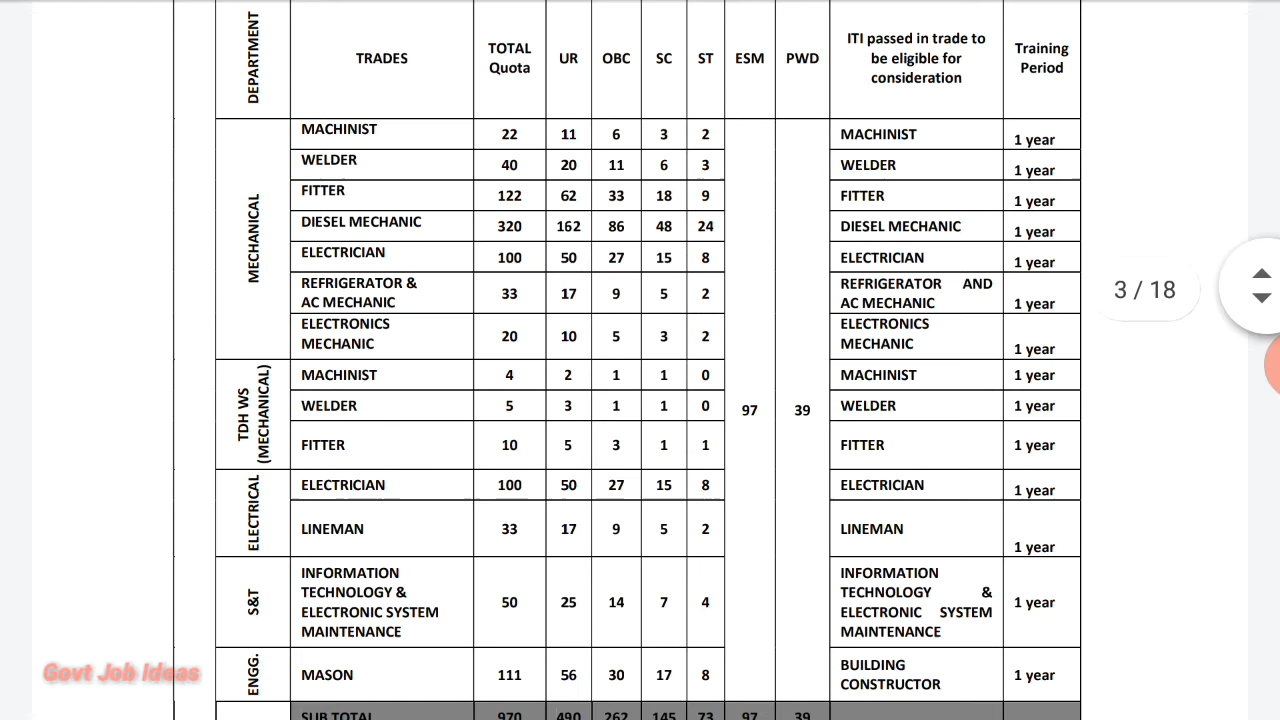 DEPARTMENT TRADES TOTAL Quota UR OBC SC ST ESM PWD ITI passed in trade to be eligible for consideration Training Period
MECHANICAL
MACHINIST 22 11 6 3 2 MACHINIST 1 year
WELDER 40 20 11 6 3 WELDER 1 year
FITTER 122 62 33 18 9 FITTER 1 year
DIESEL MECHANIC 320 162 86 48 24 DIESEL MECHANIC 1 year
ELECTRICIAN 100 50 27 15 8 ELECTRICIAN 1 year
REFRIGERATOR & AC MECHANIC 33 17 9 5 2 REFRIGERATOR AND AC MECHANIC 1 year
ELECTRONICS MECHANIC 20 10 5 3 2 ELECTRONICS MECHANIC 1 year
TDH WS (MECHANICAL)
MACHINIST 4 2 1 1 0 MACHINIST 1 year
WELDER 5 3 1 1 0 97 39 WELDER 1 year
FITTER 10 5 3 1 1 FITTER 1 year
ELECTRICAL
ELECTRICIAN 100 50 27 15 8 ELECTRICIAN 1 year
LINEMAN 33 17 9 5 2 LINEMAN 1 year
S&T
INFORMATION TECHNOLOGY & ELECTRONIC SYSTEM MAINTENANCE 50 25 14 7 4 INFORMATION TECHNOLOGY & ELECTRONIC SYSTEM MAINTENANCE 1 year
ENGG.
MASON 111 56 30 17 8 BUILDING CONSTRUCTOR 1 year
SUB TOTAL 970 490 262 145 73 97 39
3 / 18
Govt Job Ideas